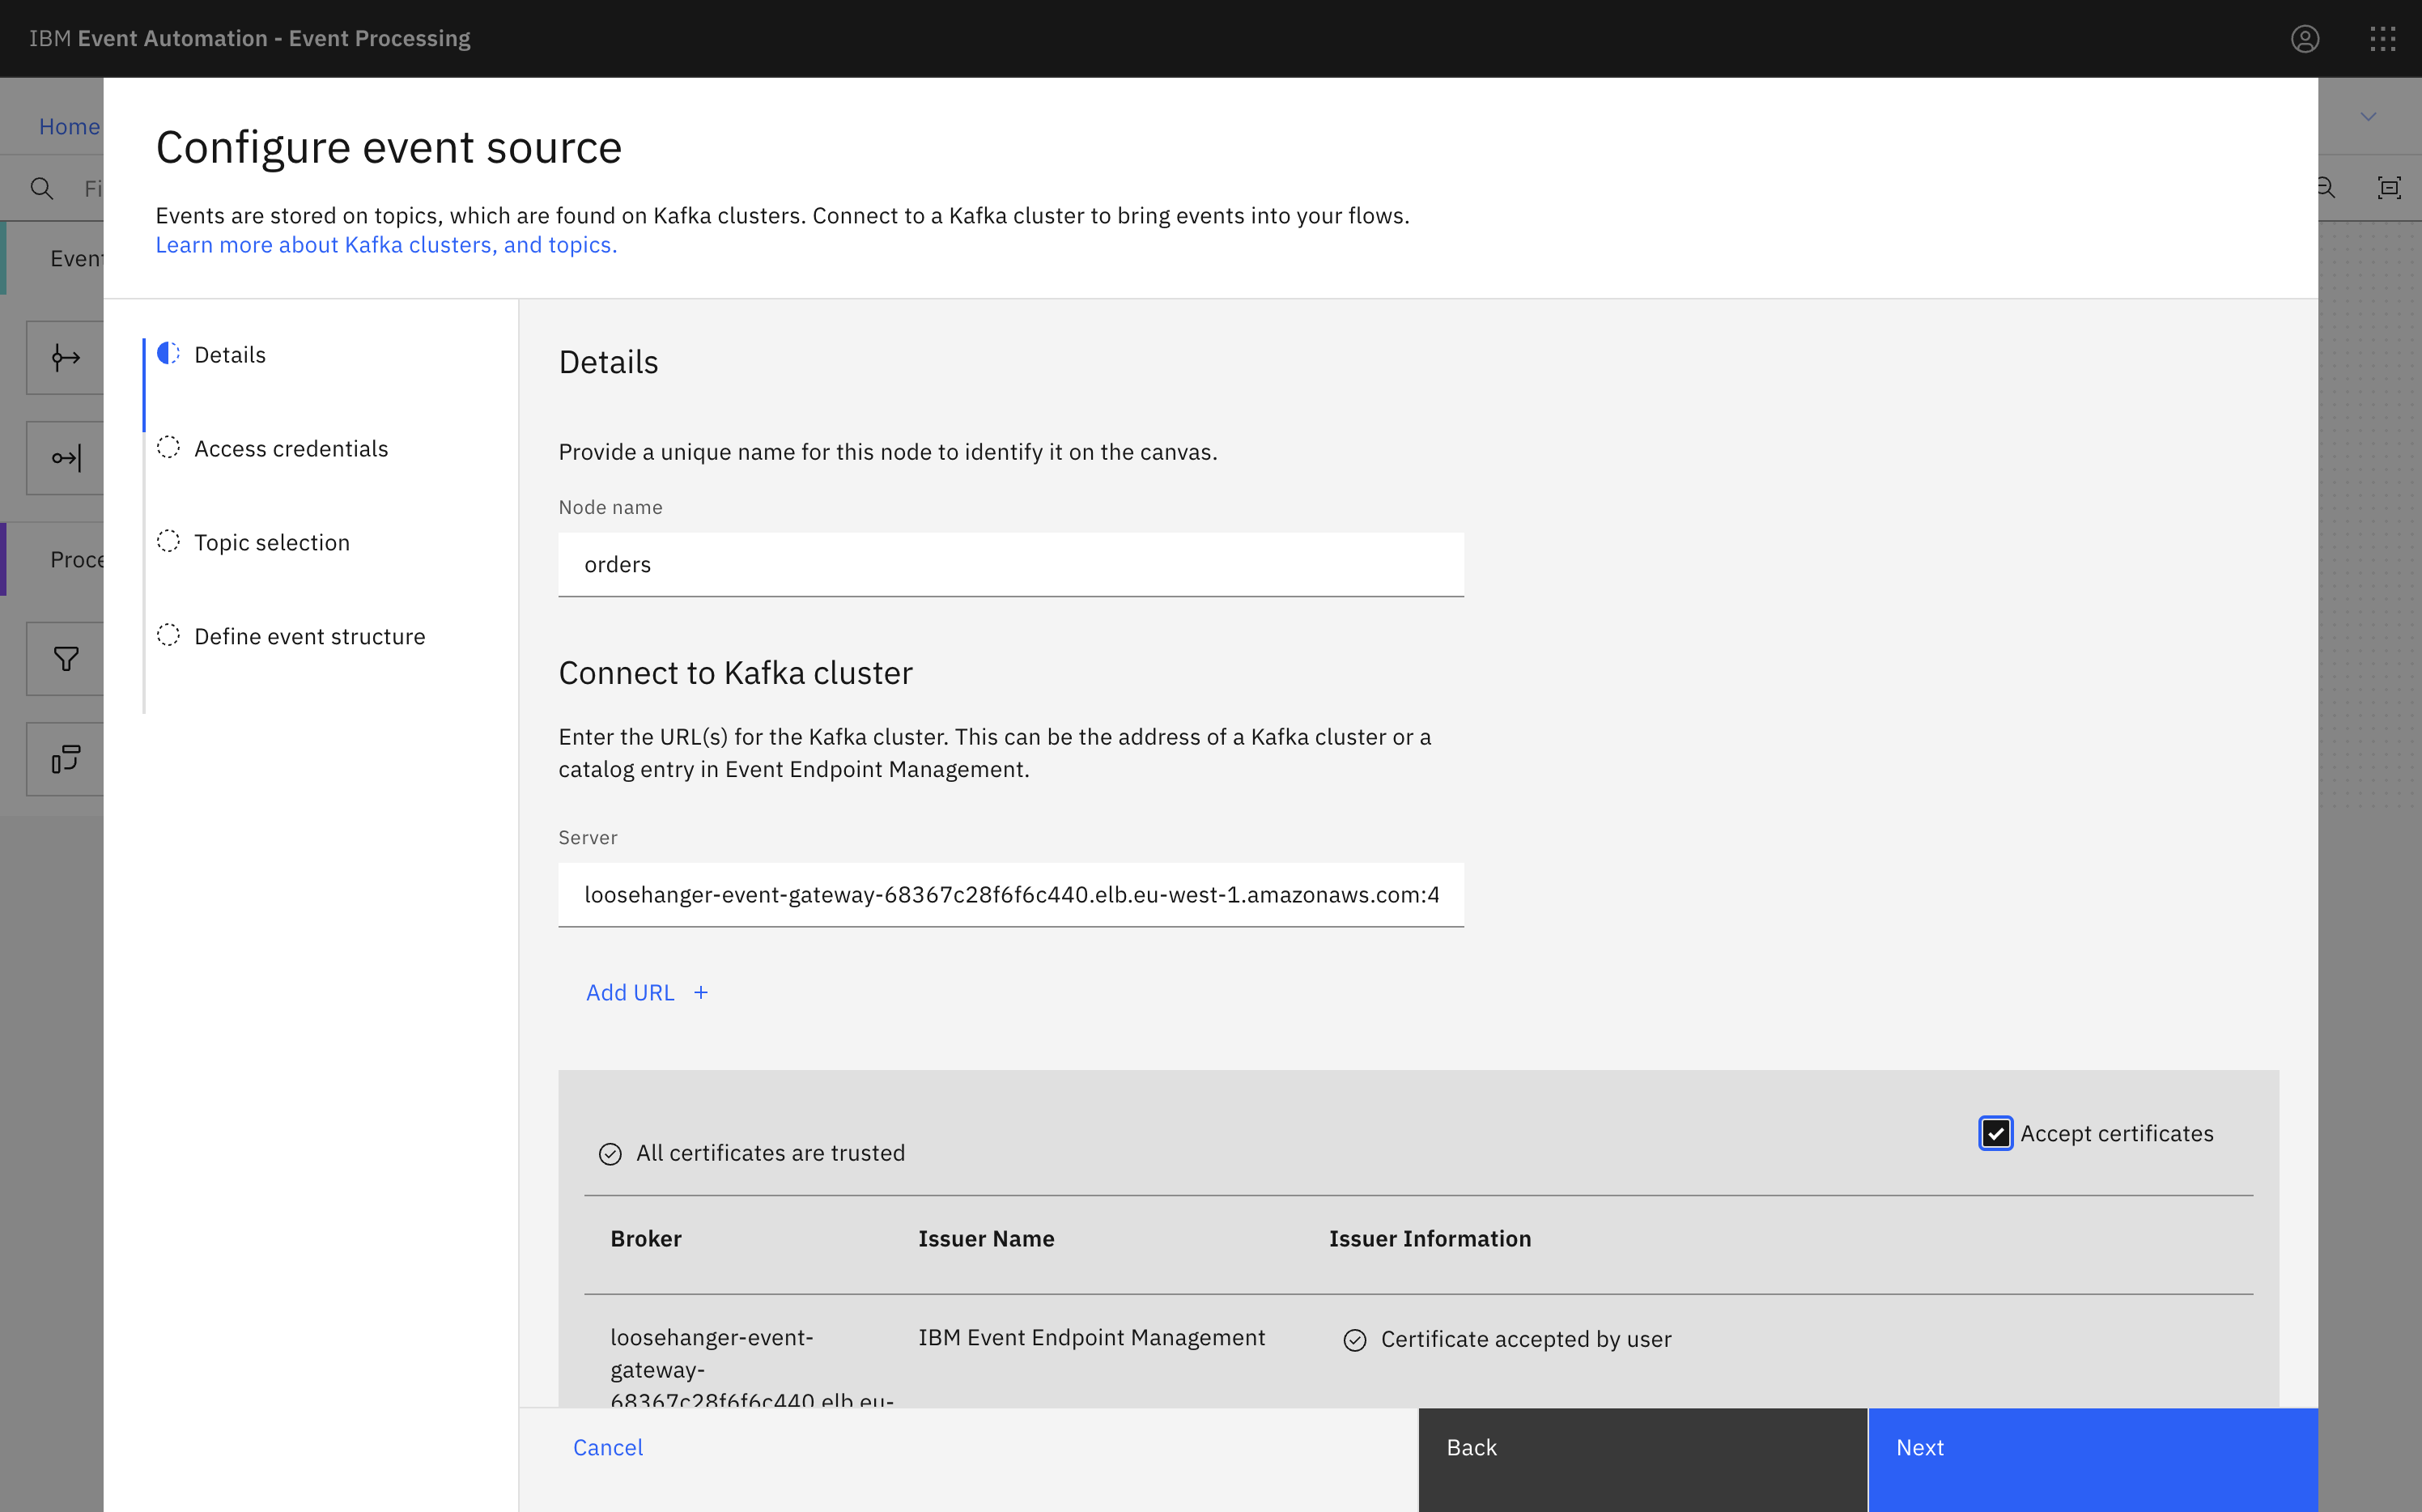 IBM Event Automation - Event Processing
Home
Configure event source
Events are stored on topics, which are found on Kafka clusters. Connect to a Kafka cluster to bring events into your flows.
Learn more about Kafka clusters, and topics.
Details
Access credentials
Topic selection
Define event structure
Details
Provide a unique name for this node to identify it on the canvas.
Node name
orders
Connect to Kafka cluster
Enter the URL(s) for the Kafka cluster. This can be the address of a Kafka cluster or a
catalog entry in Event Endpoint Management.
Server
loosehanger-event-gateway-68367c28f6f6c440.elb.eu-west-1.amazonaws.com:4
Add URL +
All certificates are trusted
Accept certificates
Broker Issuer Name Issuer Information
loosehanger-event- IBM Event Endpoint Management Certificate accepted by user
gateway-
68367c28f6f6c440.elb.eu-
Cancel
Back
Next